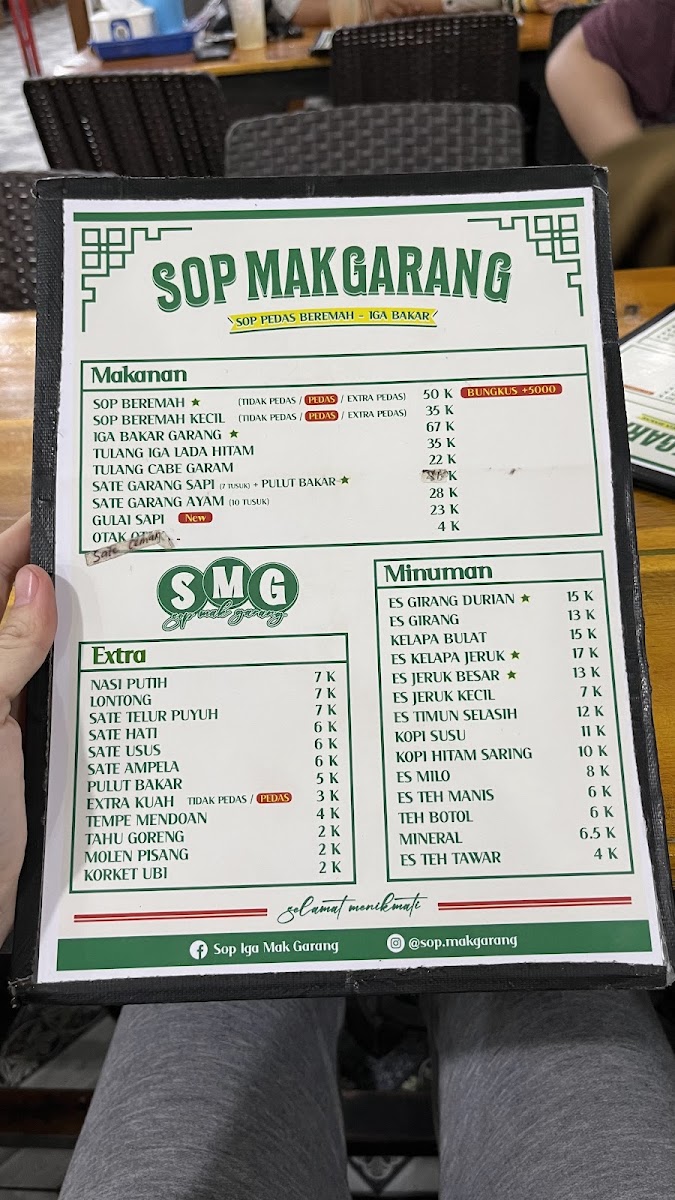 SOP MAKGARANG
SOP PEDAS BEREMAH - IGA BAKAR
Makanan
SOP BEREMAH (TIDAK PEDAS / PEDAS / EXTRA PEDAS) 50 K BUNGKUS +5000
SOP BEREMAH KECIL (TIDAK PEDAS / PEDAS / EXTRA PEDAS) 35 K
IGA BAKAR GARANG 67 K
TULANG IGA LADA HITAM 35 K
TULANG CABE GARAM 22 K
SATE GARANG SAPI (7 TUSUK) + PULUT BAKAR K
SATE GARANG AYAM (10 TUSUK) 28 K
GULAI SAPI New 23 K
OTAK 4 K
Sate
SMG
sop mak garang
Extra
NASI PUTIH 7 K
LONTONG 7 K
SATE TELUR PUYUH 7 K
SATE HATI 6 K
SATE USUS 6 K
SATE AMPELA 6 K
PULUT BAKAR 5 K
EXTRA KUAH TIDAK PEDAS / PEDAS 3 K
TEMPE MENDOAN 4 K
TAHU GORENG 2 K
MOLEN PISANG 2 K
KORKET UBI 2 K
Minuman
ES GIRANG DURIAN 15 K
ES GIRANG 13 K
KELAPA BULAT 15 K
ES KELAPA JERUK 17 K
ES JERUK BESAR 13 K
ES JERUK KECIL 7 K
ES TIMUN SELASIH 12 K
KOPI SUSU 11 K
KOPI HITAM SARING 10 K
ES MILO 8 K
ES TEH MANIS 6 K
TEH BOTOL 6 K
MINERAL 6.5 K
ES TEH TAWAR 4 K
selamat menikmati
Sop Iga Mak Garang @sop.makgarang